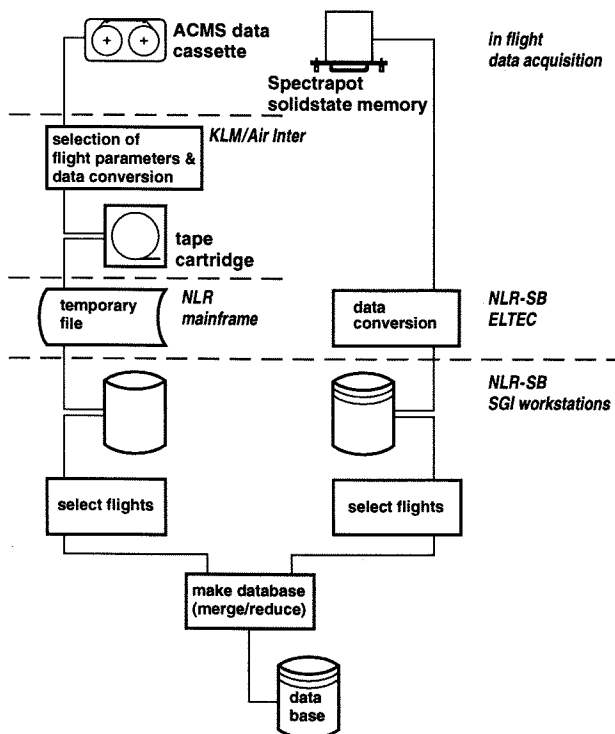 ACMS data
cassette
Spectrapot
solidstate memory
in flight
data acquisition
selection of
flight parameters &
data conversion
KLM/Air Inter
tape
cartridge
temporary
file
NLR
mainframe
data
conversion
NLR-SB
ELTEC
NLR-SB
SGI workstations
select flights
select flights
make database
(merge/reduce)
data
base